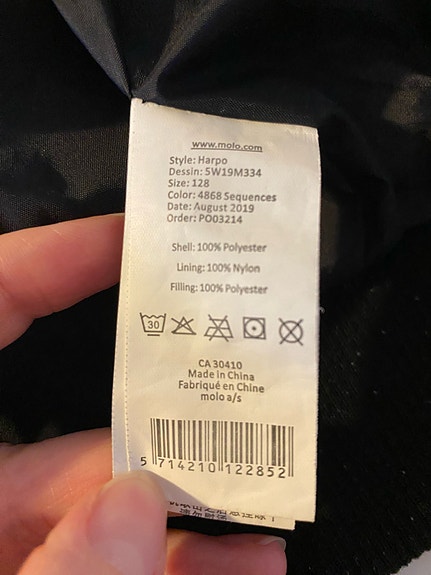 www.molo.com
Style: Harpo
Dessin: 5W19M334
Size: 128
Color: 4868 Sequences
Date: August 2019
Order: PO03214
Shell: 100% Polyester
Lining: 100% Nylon
Filling: 100% Polyester
30
CA 30410
Made in China
Fabriqué en Chine
molo a/s
5 714210 122852